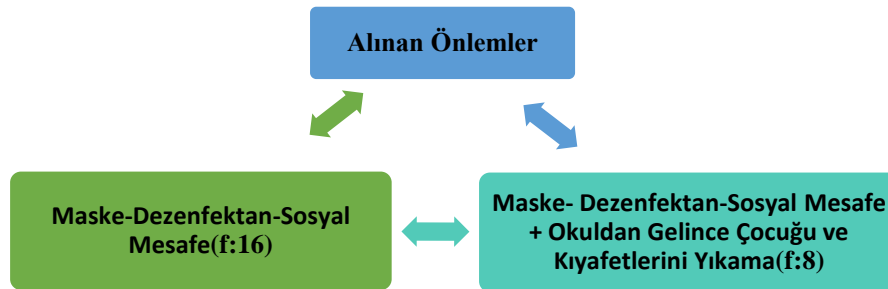 Alınan Önlemler
Maske-Dezenfektan-Sosyal
Mesafe(f:16)
Maske- Dezenfektan-Sosyal Mesafe
+ Okuldan Gelince Çocuğu ve
Kıyafetlerini Yıkama(f:8)